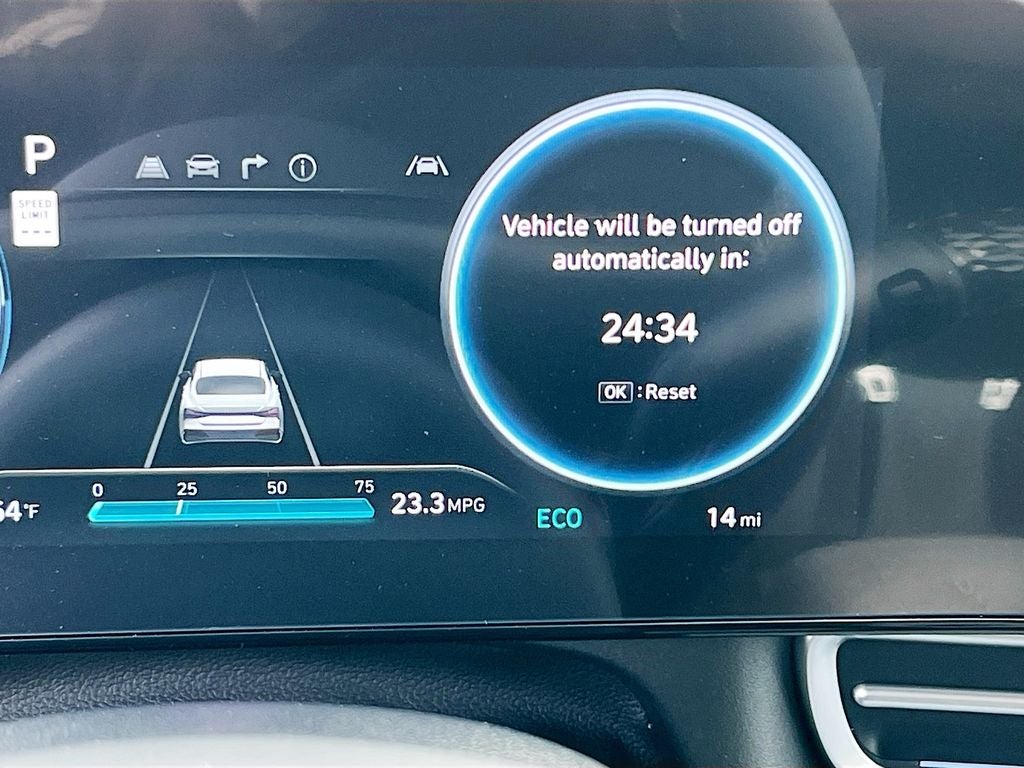 P
SPEED
LIMIT
---
Vehicle will be turned off
automatically in:
24:34
OK :Reset
0 25 50 75
54°F
23.3 MPG
ECO
14 mi